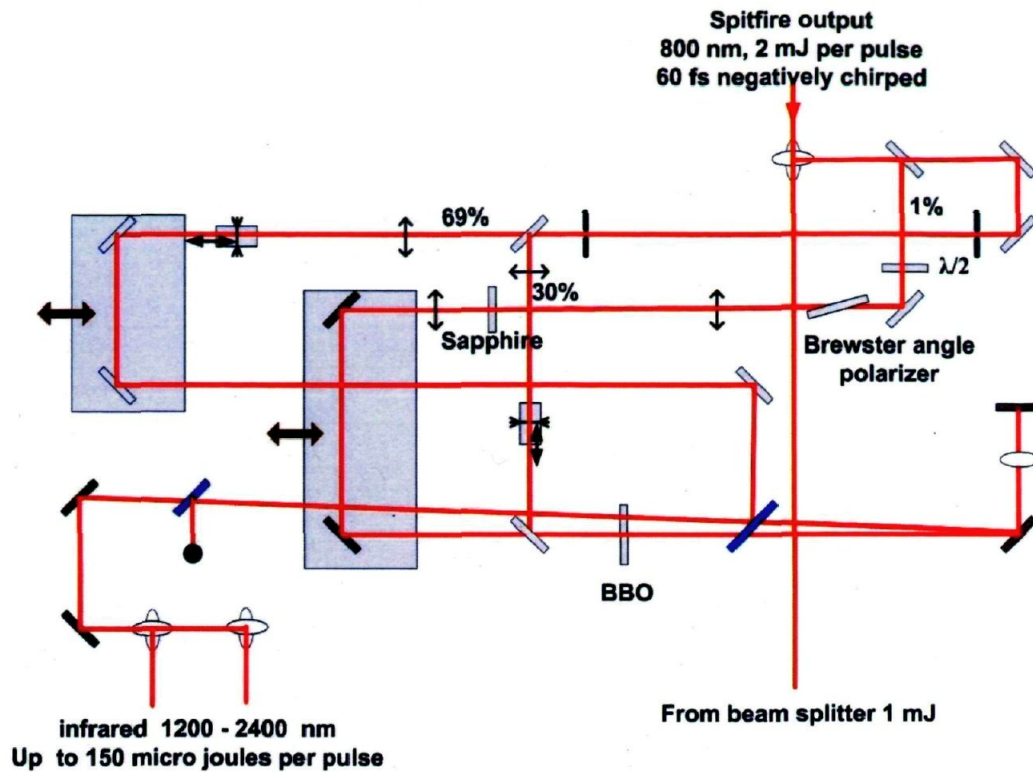 Spitfire output
800 nm, 2 mJ per pulse
60 fs negatively chirped
69%
1%
λ/2
30%
Sapphire
Brewster angle
polarizer
BBO
From beam splitter 1 mJ
infrared 1200 - 2400 nm
Up to 150 micro joules per pulse